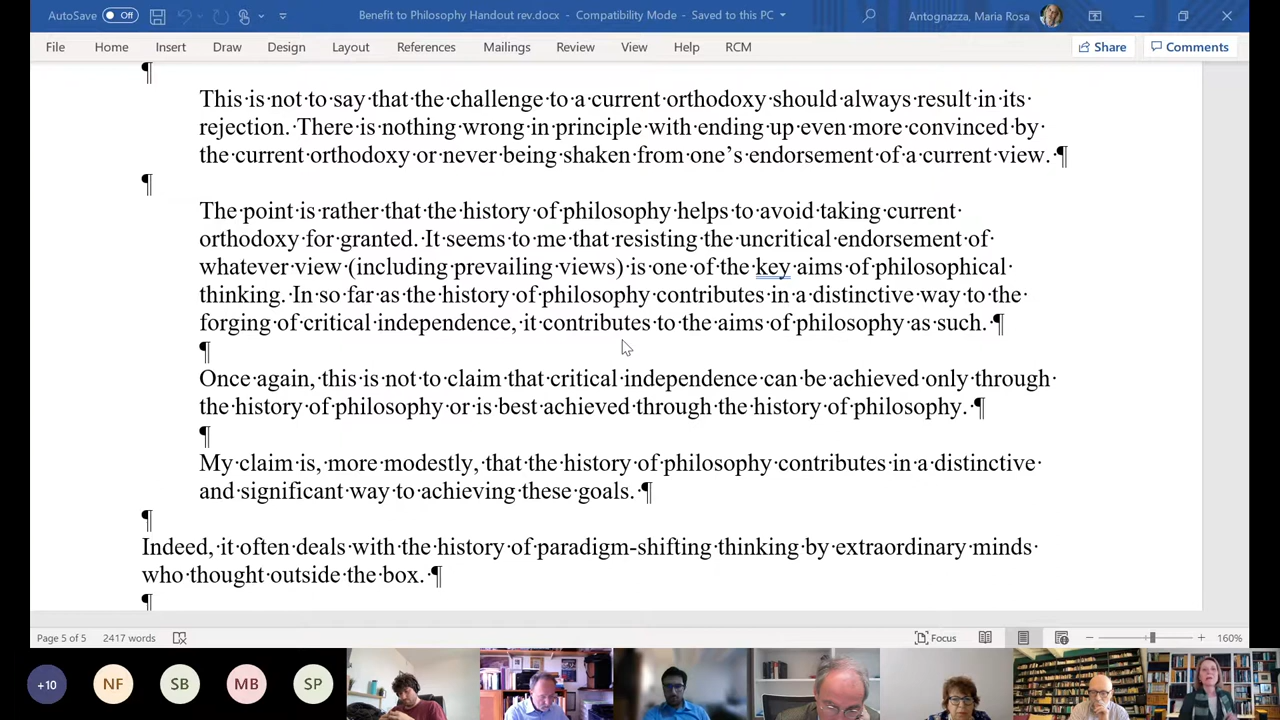 AutoSave Off
Benefit to Philosophy Handout rev.docx - Compatibility Mode - Saved to this PC
Antognazza, Maria Rosa
File Home Insert Draw Design Layout References Mailings Review View Help RCM Share Comments
¶
This·is·not·to·say·that·the·challenge·to·a·current·orthodoxy·should·always·result·in·its·
rejection.·There·is·nothing·wrong·in·principle·with·ending·up·even·more·convinced·by·
the·current·orthodoxy·or·never·being·shaken·from·one’s·endorsement·of·a·current·view.·¶
¶
The·point·is·rather·that·the·history·of·philosophy·helps·to·avoid·taking·current·
orthodoxy·for·granted.·It·seems·to·me·that·resisting·the·uncritical·endorsement·of·
whatever·view·(including·prevailing·views)·is·one·of·the·key·aims·of·philosophical·
thinking.·In·so·far·as·the·history·of·philosophy·contributes·in·a·distinctive·way·to·the·
forging·of·critical·independence,·it·contributes·to·the·aims·of·philosophy·as·such.·¶
¶
Once·again,·this·is·not·to·claim·that·critical·independence·can·be·achieved·only·through·
the·history·of·philosophy·or·is·best·achieved·through·the·history·of·philosophy.·¶
¶
My·claim·is,·more·modestly,·that·the·history·of·philosophy·contributes·in·a·distinctive·
and·significant·way·to·achieving·these·goals.·¶
¶
Indeed,·it·often·deals·with·the·history·of·paradigm-shifting·thinking·by·extraordinary·minds·
who·thought·outside·the·box.·¶
¶
Page 5 of 5 2417 words Focus 160%
+10 NF SB MB SP